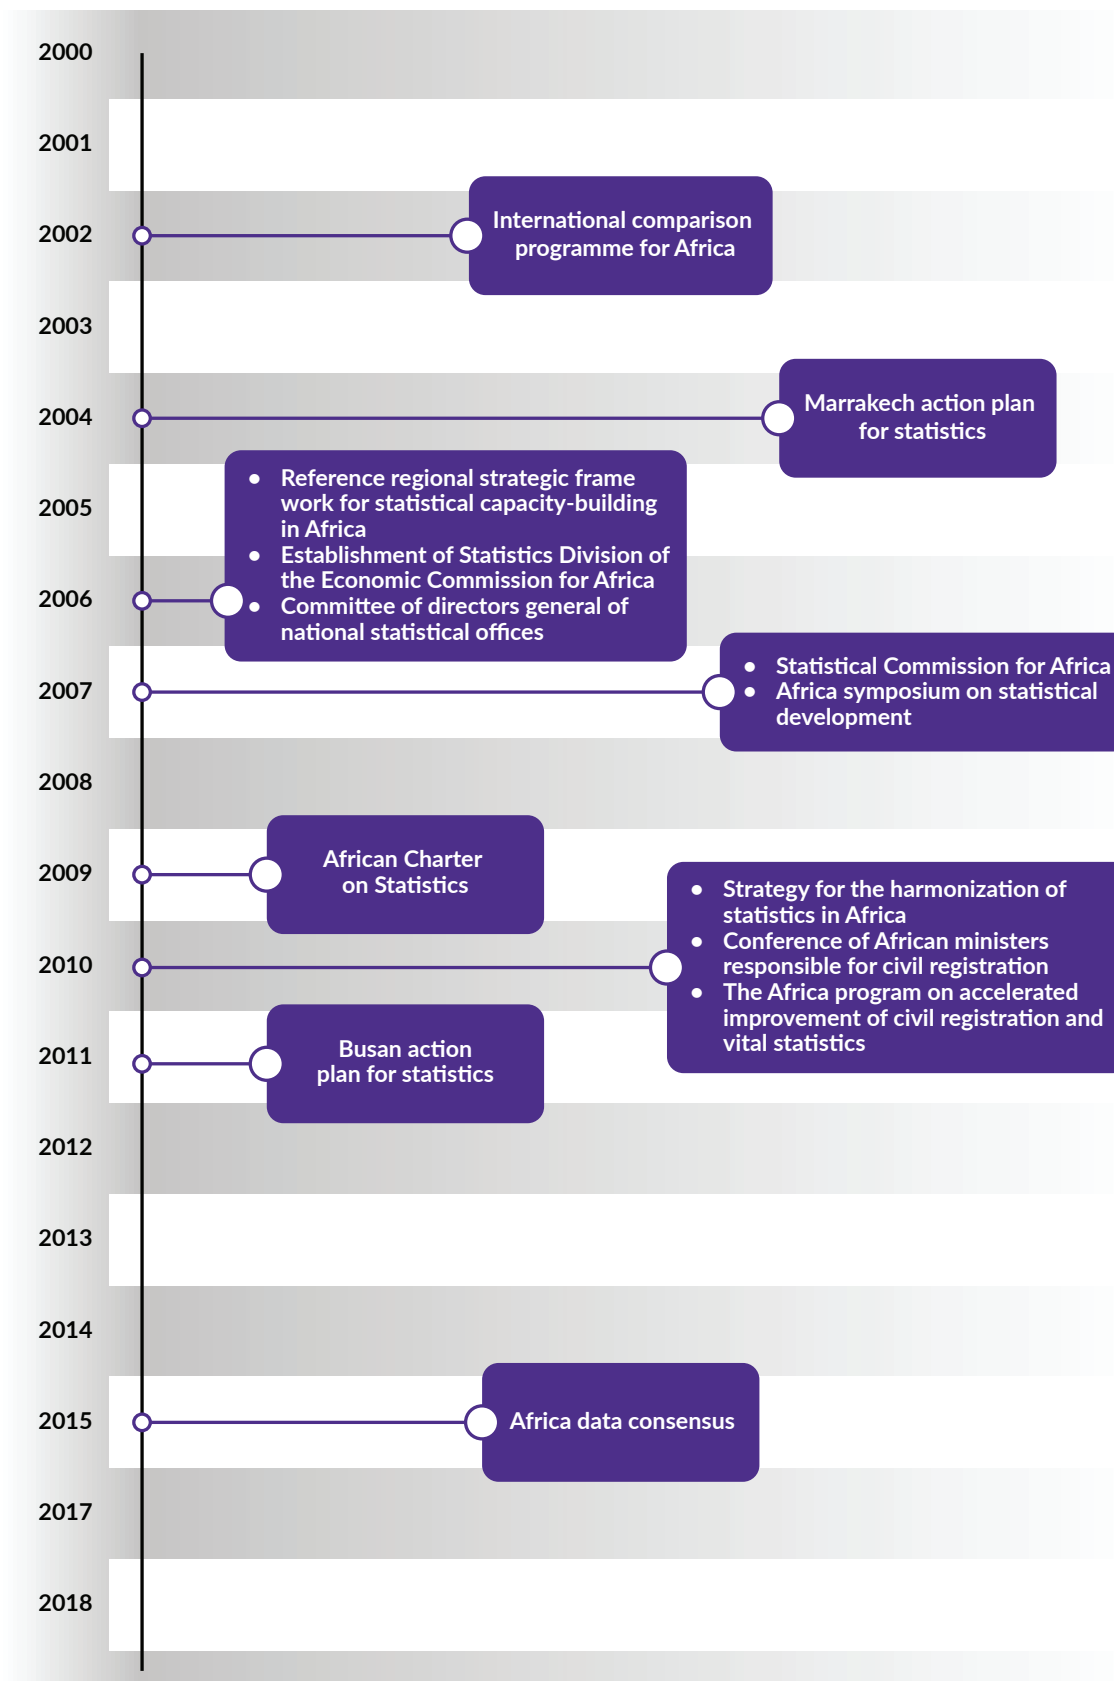 2000
2001
2002
International comparison
programme for Africa
2003
2004
Marrakech action plan
for statistics
2005
● Reference regional strategic frame
work for statistical capacity-building
in Africa
● Establishment of Statistics Division of
the Economic Commission for Africa
2006
● Committee of directors general of
national statistical offices
2007
● Statistical Commission for Africa
● Africa symposium on statistical
development
2008
2009
African Charter
on Statistics
2010
● Strategy for the harmonization of
statistics in Africa
● Conference of African ministers
responsible for civil registration
● The Africa program on accelerated
improvement of civil registration and
vital statistics
2011
Busan action
plan for statistics
2012
2013
2014
2015
Africa data consensus
2017
2018